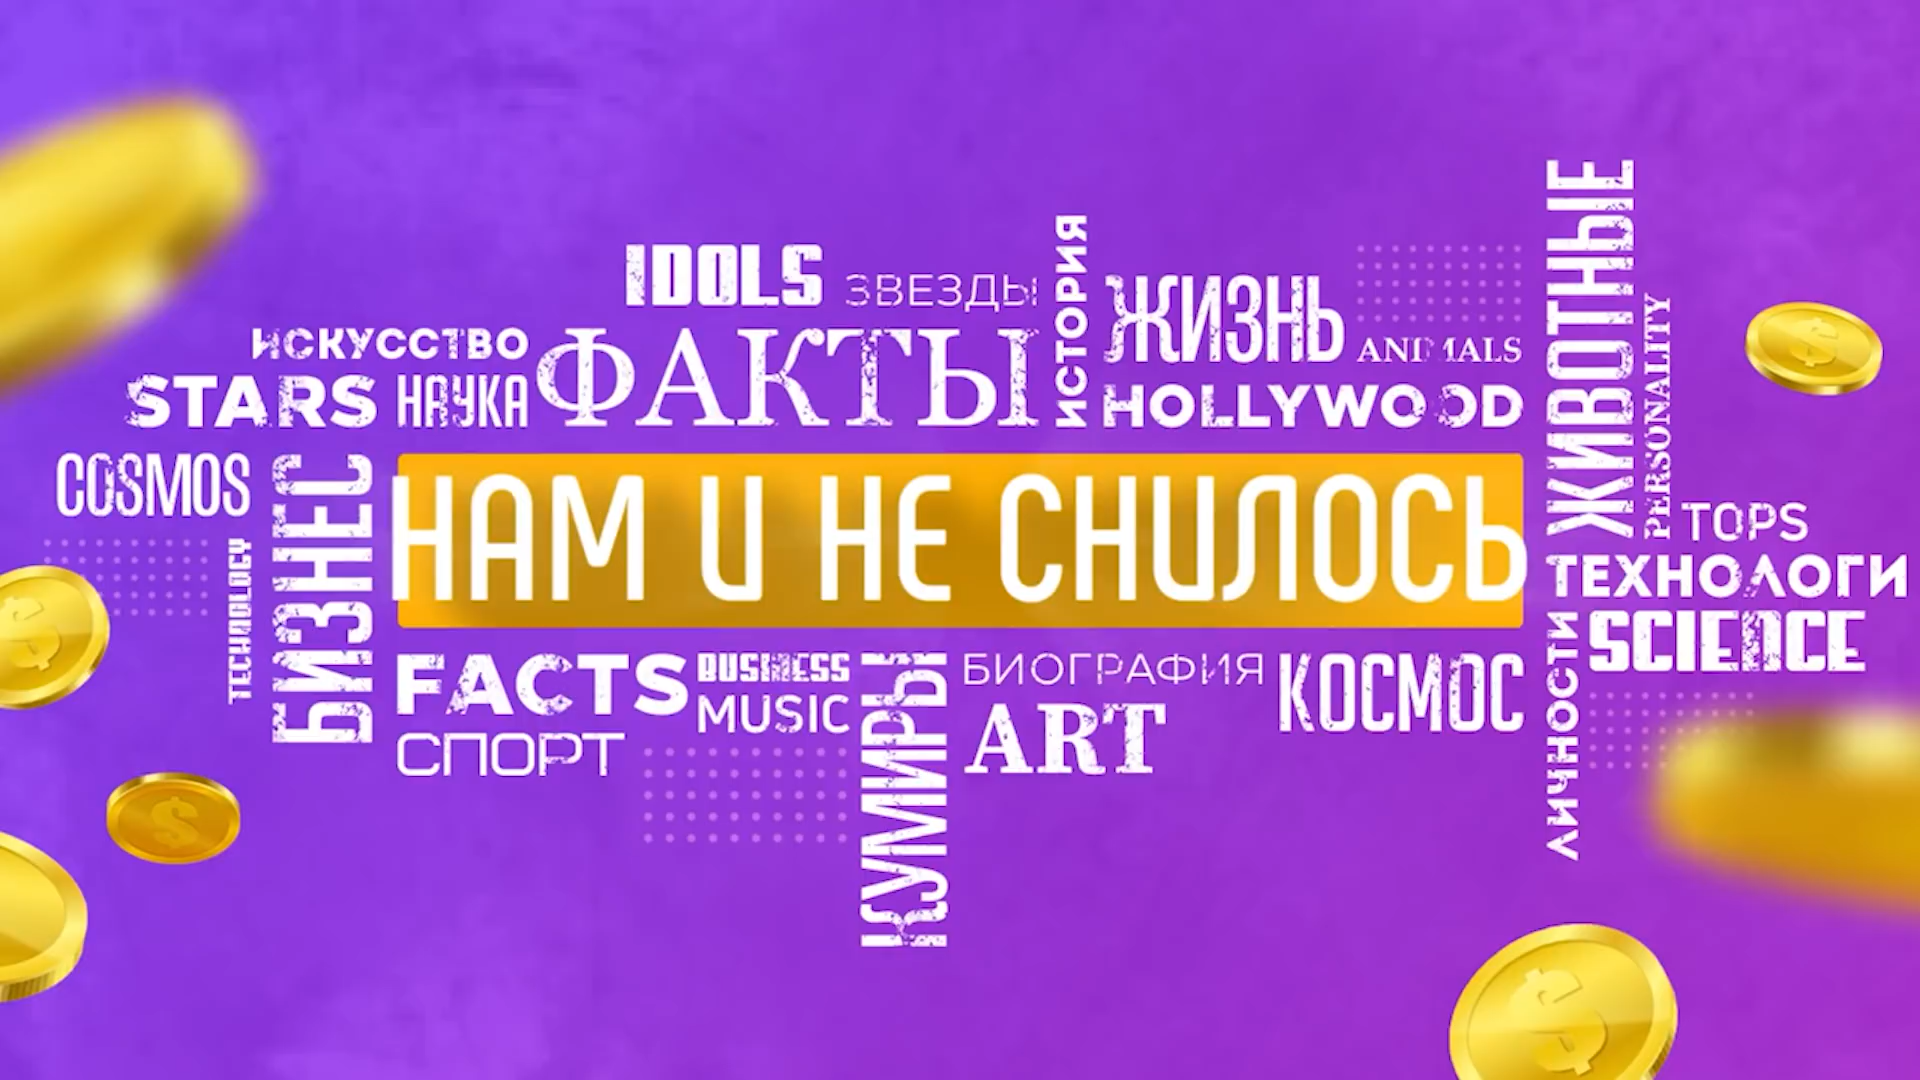 IDOLS
ЗВЕЗДЫ
ИСТОРИЯ
ЖИЗНЬ
ANIMALS
ЖИВОТНЫЕ
PERSONALITY
ИСКУССТВО
ФАКТЫ
STARS
НАУКА
HOLLYWOOD
COSMOS
TECHNOLOGY
БИЗНЕС
НАМ И НЕ СНИЛОСЬ
TOPS
ТЕХНОЛОГИ
SCIENCE
ЛИЧНОСТИ
FACTS
BUSINESS
MUSIC
СПОРТ
КУМИРЫ
БИОГРАФИЯ
ART
КОСМОС